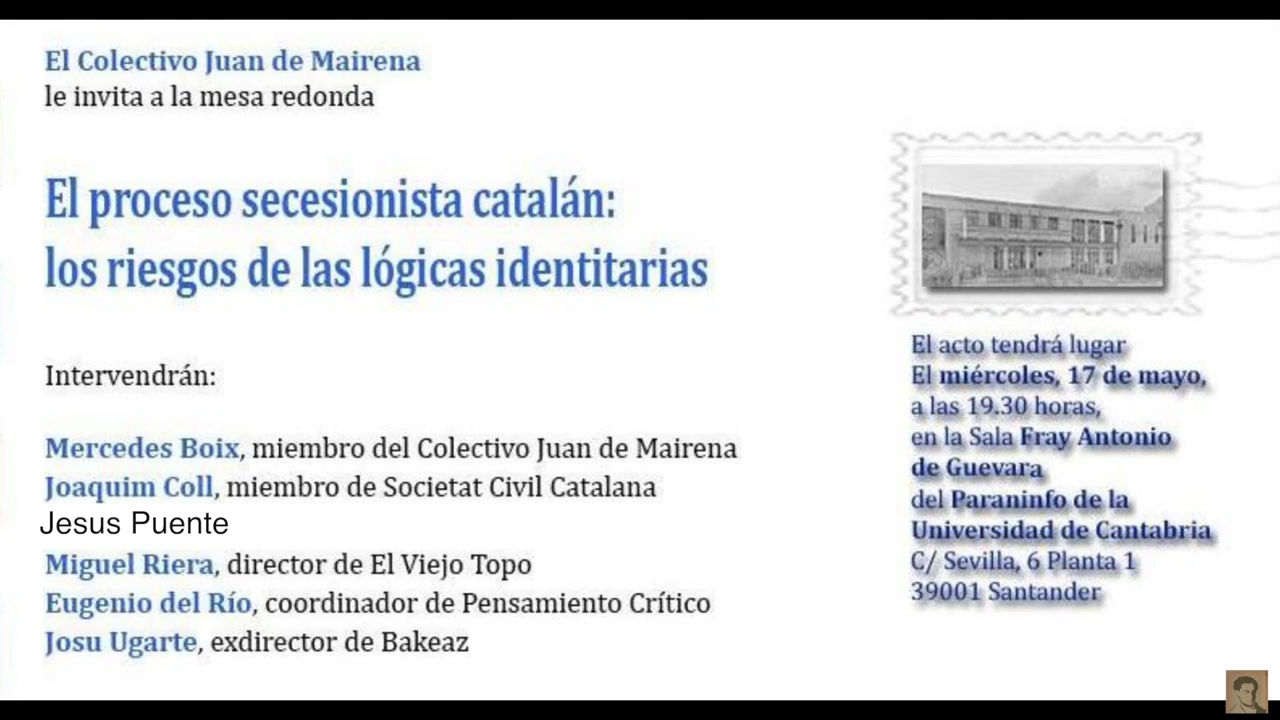 El Colectivo Juan de Mairena
le invita a la mesa redonda
El proceso secesionista catalán:
los riesgos de las lógicas identitarias
Intervendrán:
Mercedes Boix, miembro del Colectivo Juan de Mairena
Joaquim Coll, miembro de Societat Civil Catalana
Jesus Puente
Miguel Riera, director de El Viejo Topo
Eugenio del Río, coordinador de Pensamiento Crítico
Josu Ugarte, exdirector de Bakeaz
El acto tendrá lugar
El miércoles, 17 de mayo,
a las 19.30 horas,
en la Sala Fray Antonio
de Guevara
del Paraninfo de la
Universidad de Cantabria
C/ Sevilla, 6 Planta 1
39001 Santander